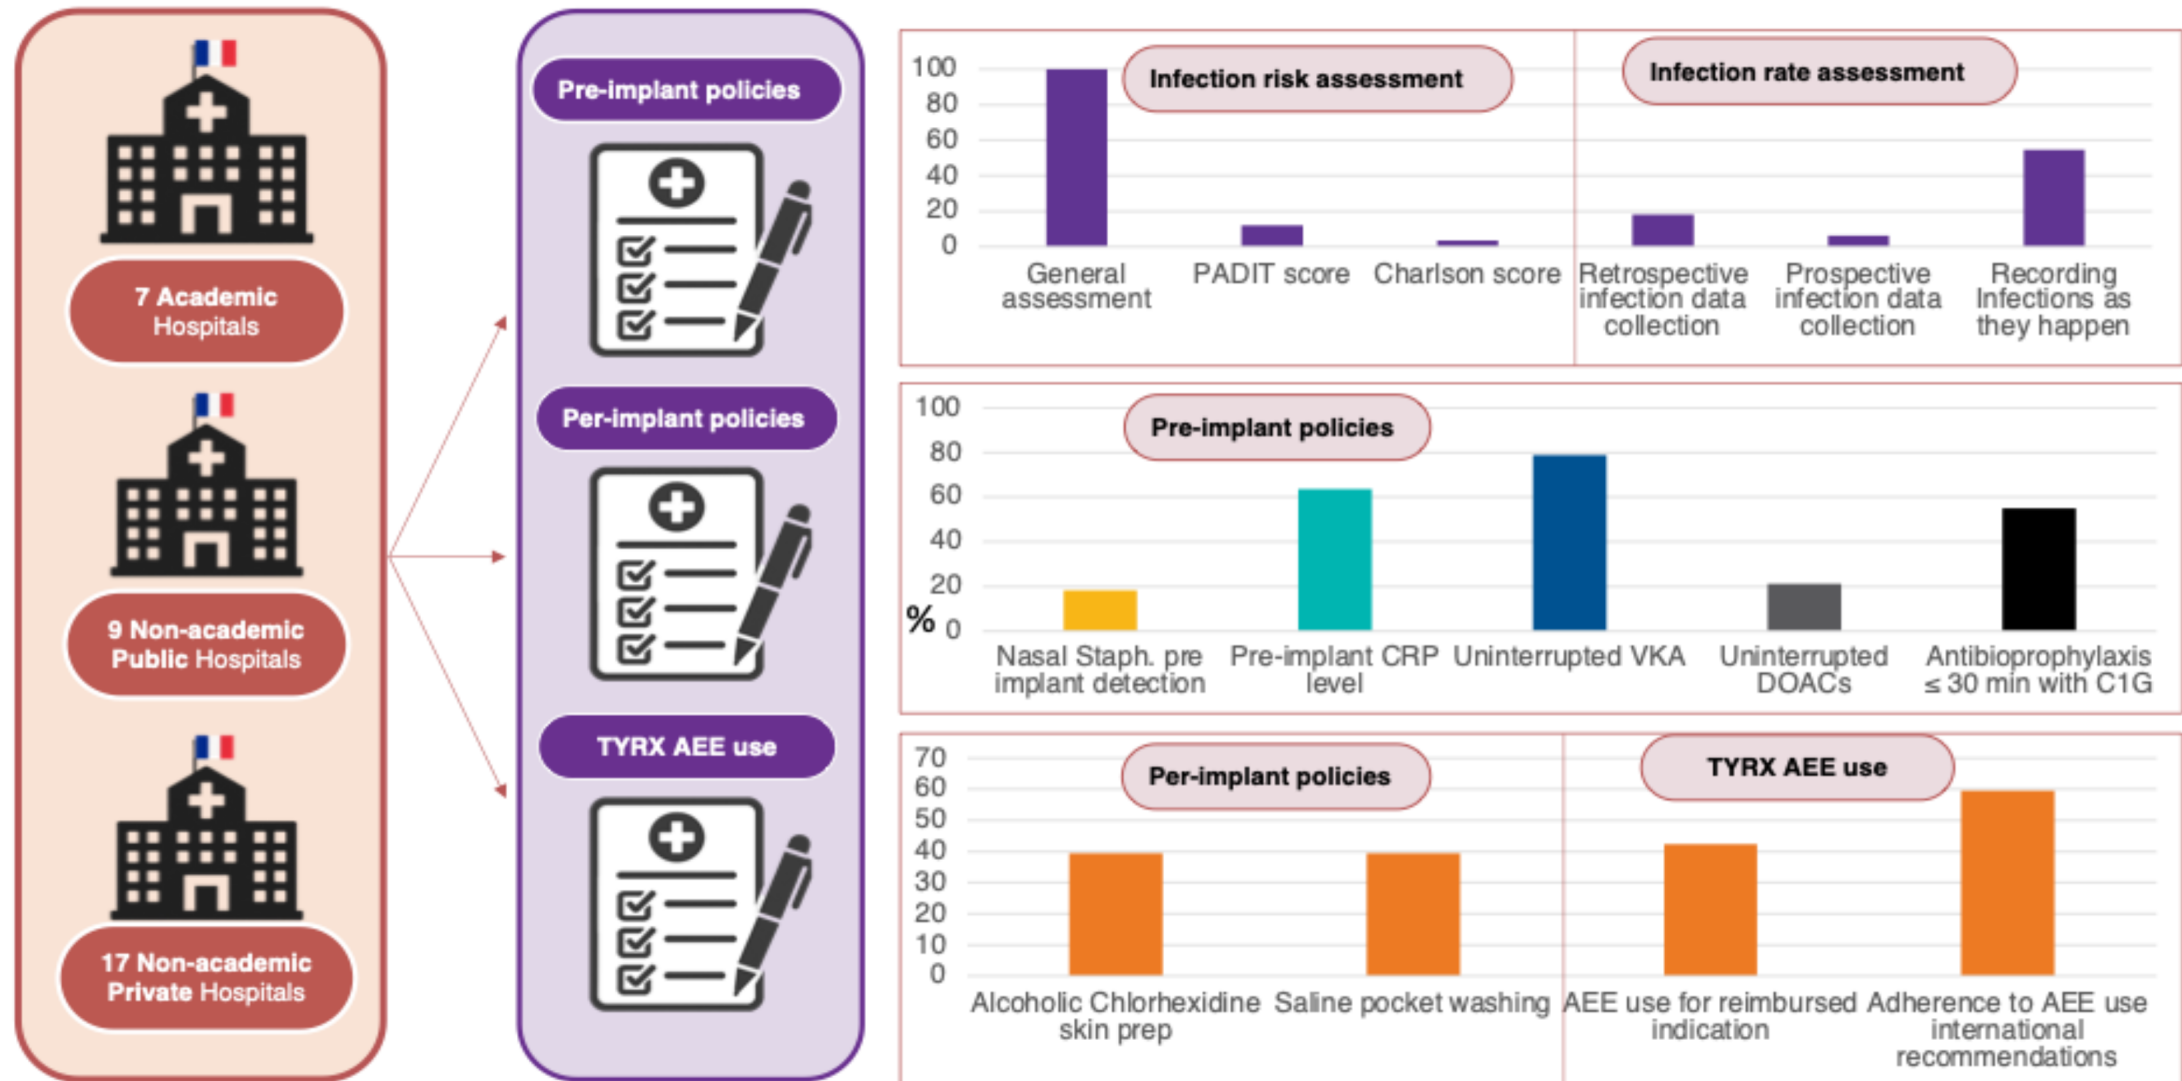 7 Academic
Hospitals
9 Non-academic
Public Hospitals
17 Non-academic
Private Hospitals
Pre-implant policies
Per-implant policies
TYRX AEE use
Infection risk assessment
Infection rate assessment
100
80
60
40
20
0
General
assessment
PADIT score
Charlson score
Retrospective
infection data
collection
Prospective
infection data
collection
Recording
Infections as
they happen
Pre-implant policies
100
80
60
40
20
0
%
Nasal Staph. pre
implant detection
Pre-implant CRP
level
Uninterrupted VKA
Uninterrupted
DOACs
Antibioprophylaxis
≤ 30 min with C1G
Per-implant policies
TYRX AEE use
70
60
50
40
30
20
10
0
Alcoholic Chlorhexidine
skin prep
Saline pocket washing
AEE use for reimbursed
indication
Adherence to AEE use
international
recommendations